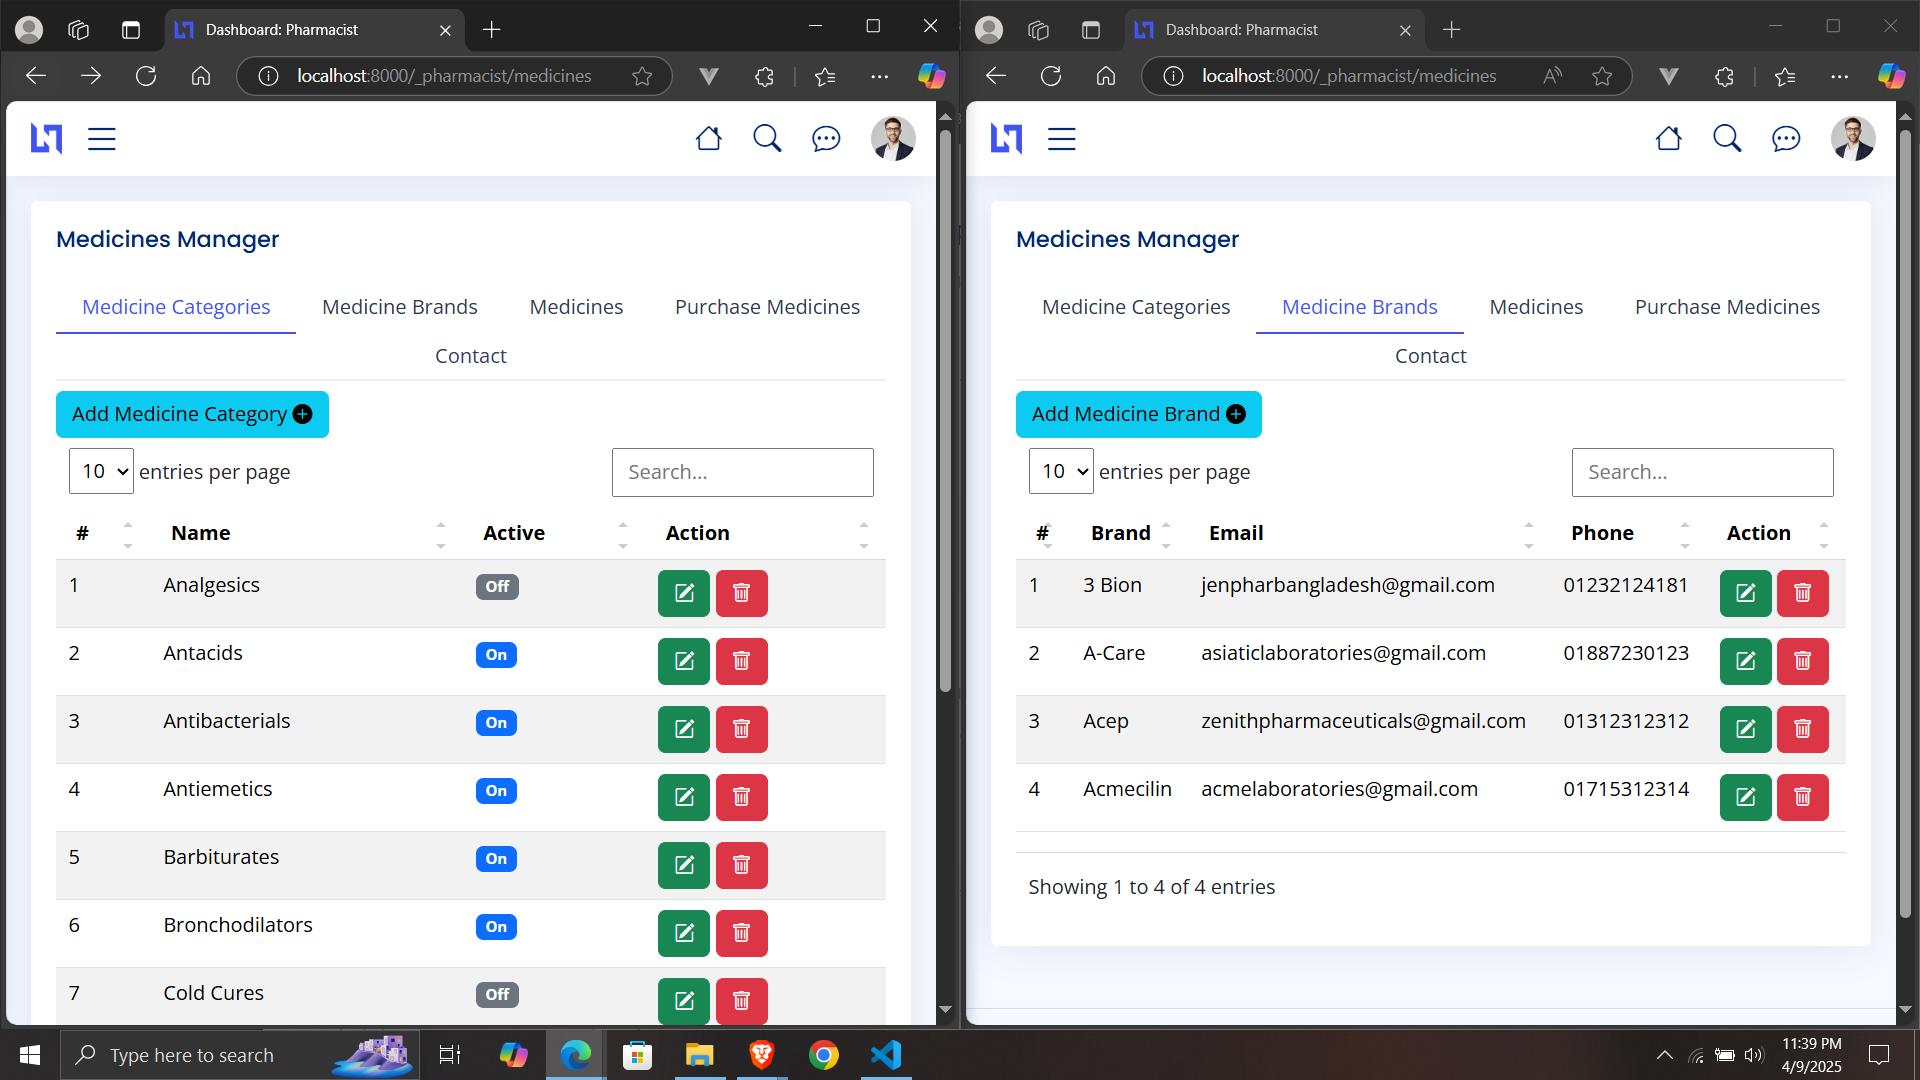 Dashboard: Pharmacist
localhost:8000/_pharmacist/medicines
Medicines Manager
Medicine Categories
Medicine Brands
Medicines
Purchase Medicines
Contact
Add Medicine Category
10 entries per page
Search...
# Name Active Action
1 Analgesics Off
2 Antacids On
3 Antibacterials On
4 Antiemetics On
5 Barbiturates On
6 Bronchodilators On
7 Cold Cures Off
Dashboard: Pharmacist
localhost:8000/_pharmacist/medicines
Medicines Manager
Medicine Categories
Medicine Brands
Medicines
Purchase Medicines
Contact
Add Medicine Brand
10 entries per page
Search...
# Brand Email Phone Action
1 3 Bion jenpharbangladesh@gmail.com 01232124181
2 A-Care asiaticlaboratories@gmail.com 01887230123
3 Acep zenithpharmaceuticals@gmail.com 01312312312
4 Acmecilin acmelaboratories@gmail.com 01715312314
Showing 1 to 4 of 4 entries
Type here to search
11:39 PM
4/9/2025